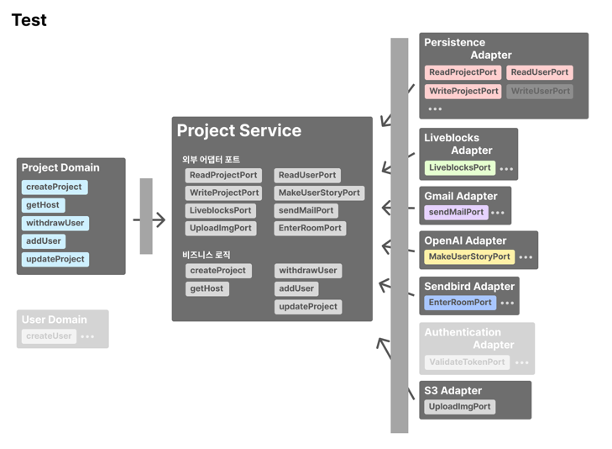 Test
Project Domain
createProject
getHost
withdrawUser
addUser
updateProject
User Domain
createUser
Project Service
외부 어댑터 포트
ReadProjectPort ReadUserPort
WriteProjectPort MakeUserStoryPort
LiveblocksPort sendMailPort
UploadImgPort EnterRoomPort
비즈니스 로직
createProject withdrawUser
getHost addUser
updateProject
Persistence
Adapter
ReadProjectPort ReadUserPort
WriteProjectPort WriteUserPort
Liveblocks
Adapter
LiveblocksPort
Gmail Adapter
sendMailPort
OpenAI Adapter
MakeUserStoryPort
Sendbird Adapter
EnterRoomPort
Authentication
Adapter
ValidateTokenPort
S3 Adapter
UploadImgPort